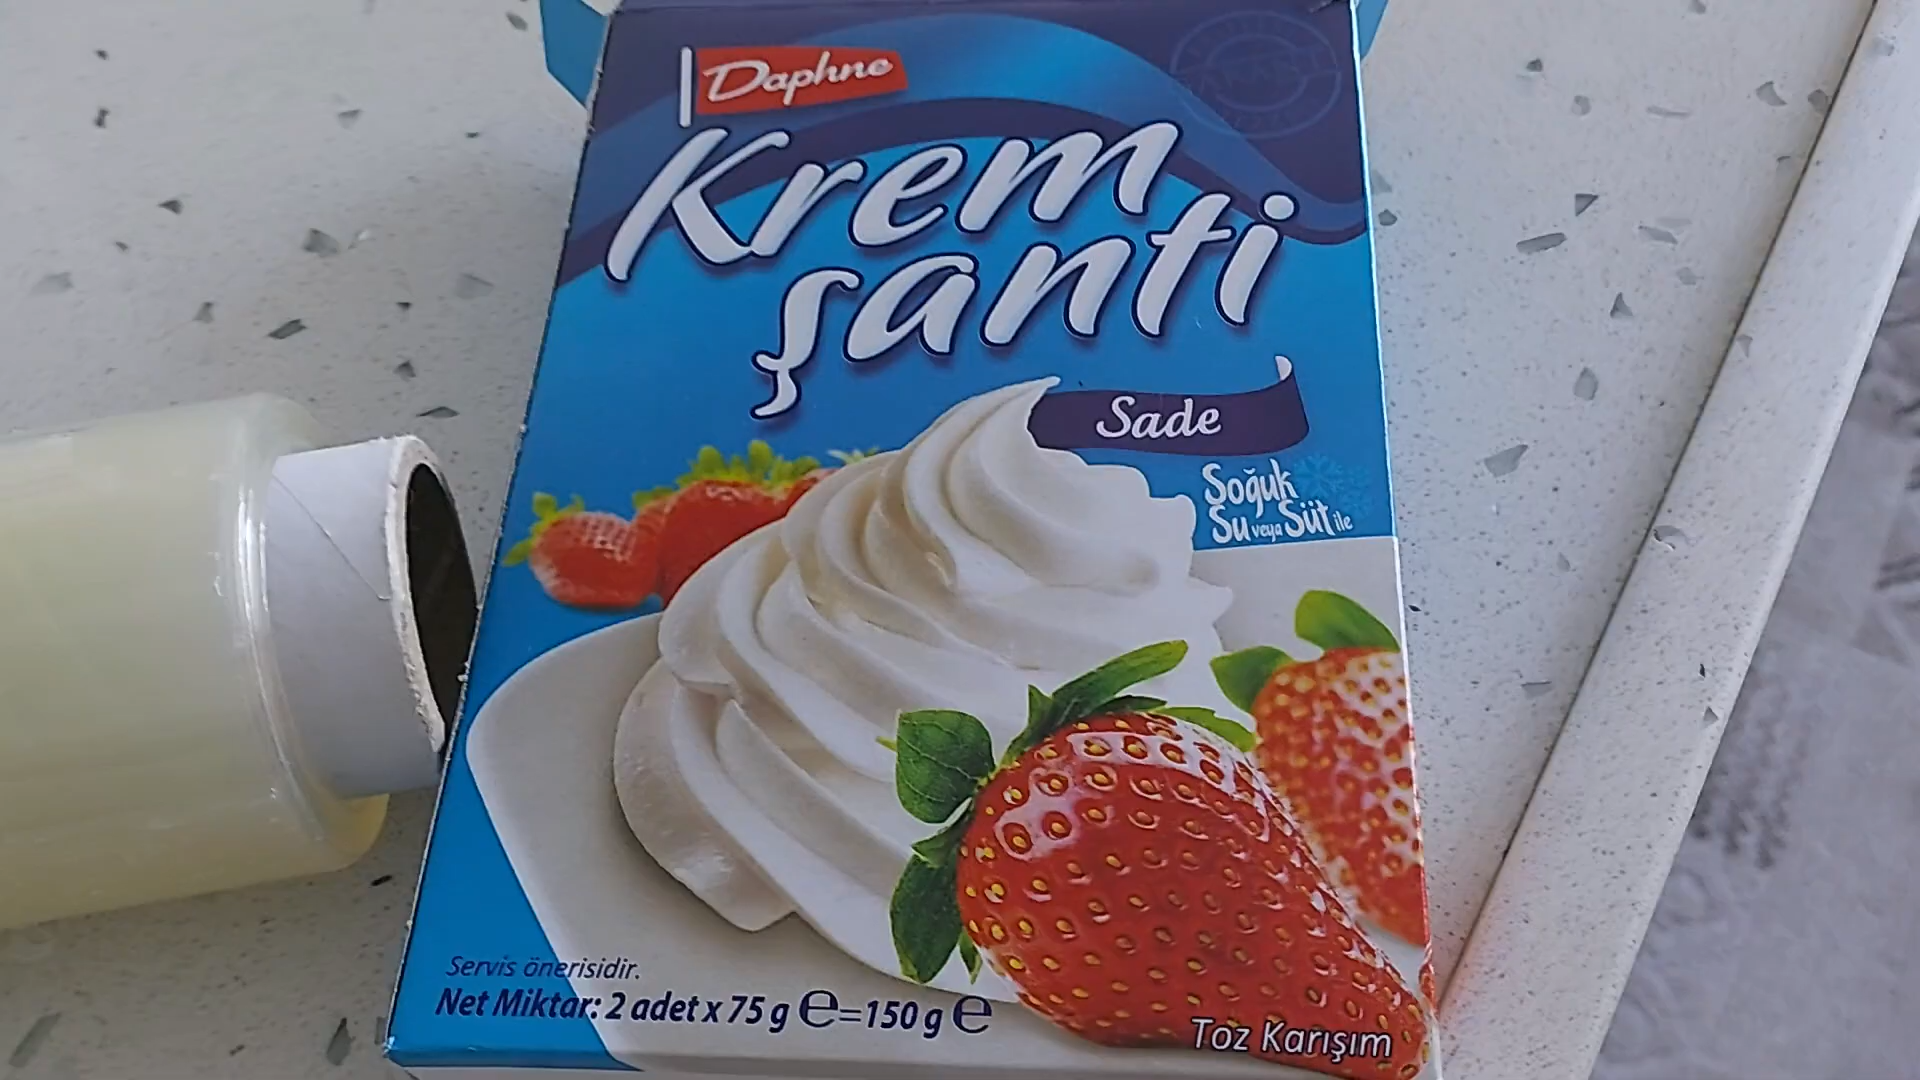 Daphne
Krem
şanti
Sade
Soğuk
Su veya Süt ile
Servis önerisidir.
Net Miktar: 2 adet x 75 g ℮=150 g ℮
Toz Karışım